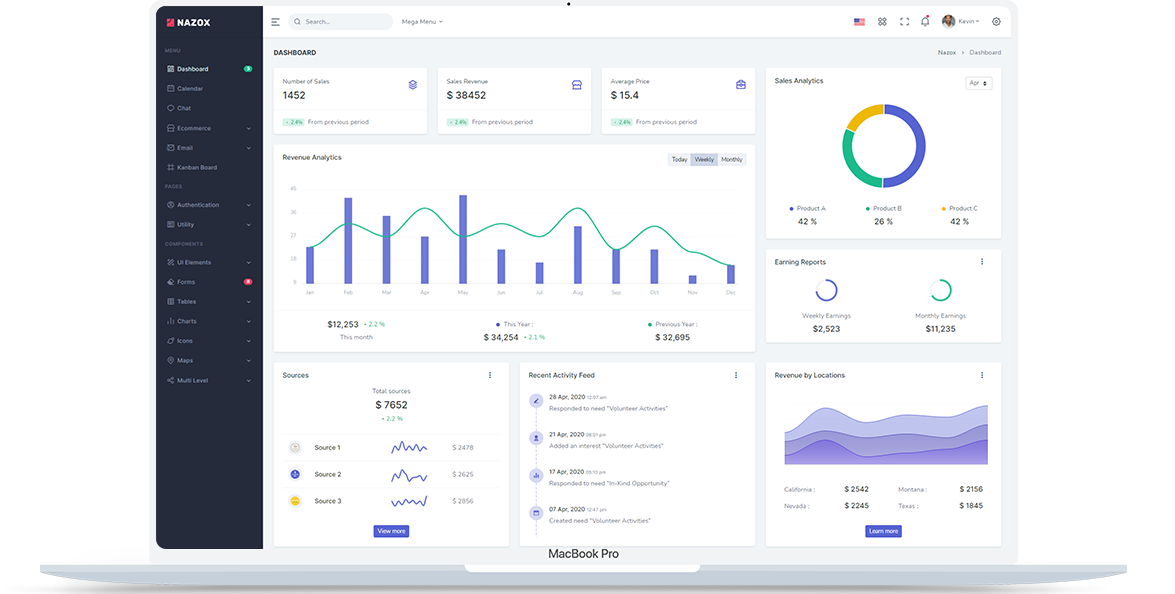 NAZOX
Search...
Mega Menu
Kevin
MENU
Dashboard 3
Calendar
Chat
Ecommerce
Email
Kanban Board
PAGES
Authentication
Utility
COMPONENTS
UI Elements
Forms 8
Tables
Charts
Icons
Maps
Multi Level
DASHBOARD
Nazox > Dashboard
Number of Sales
1452
2.4% From previous period
Sales Revenue
$ 38452
2.4% From previous period
Average Price
$ 15.4
2.4% From previous period
Sales Analytics
Apr
Product A
42 %
Product B
26 %
Product C
42 %
Revenue Analytics
Today Weekly Monthly
45
36
27
18
9
Jan Feb Mar Apr May Jun Jul Aug Sep Oct Nov Dec
$12,253 + 2.2 %
This month
This Year :
$ 34,254 + 2.1 %
Previous Year :
$ 32,695
Earning Reports
Weekly Earnings
$2,523
Monthly Earnings
$11,235
Sources
Total sources
$ 7652
+ 2.2 %
Source 1 $ 2478
Source 2 $ 2625
Source 3 $ 2856
View more
Recent Activity Feed
28 Apr, 2020 12:07 am
Responded to need "Volunteer Activities"
21 Apr, 2020 08:01 pm
Added an interest "Volunteer Activities"
17 Apr, 2020 05:10 pm
Responded to need "In-Kind Opportunity"
07 Apr, 2020 12:47 pm
Created need "Volunteer Activities"
Revenue by Locations
California : $ 2542 Montana : $ 2156
Nevada : $ 2245 Texas : $ 1845
Learn more
MacBook Pro